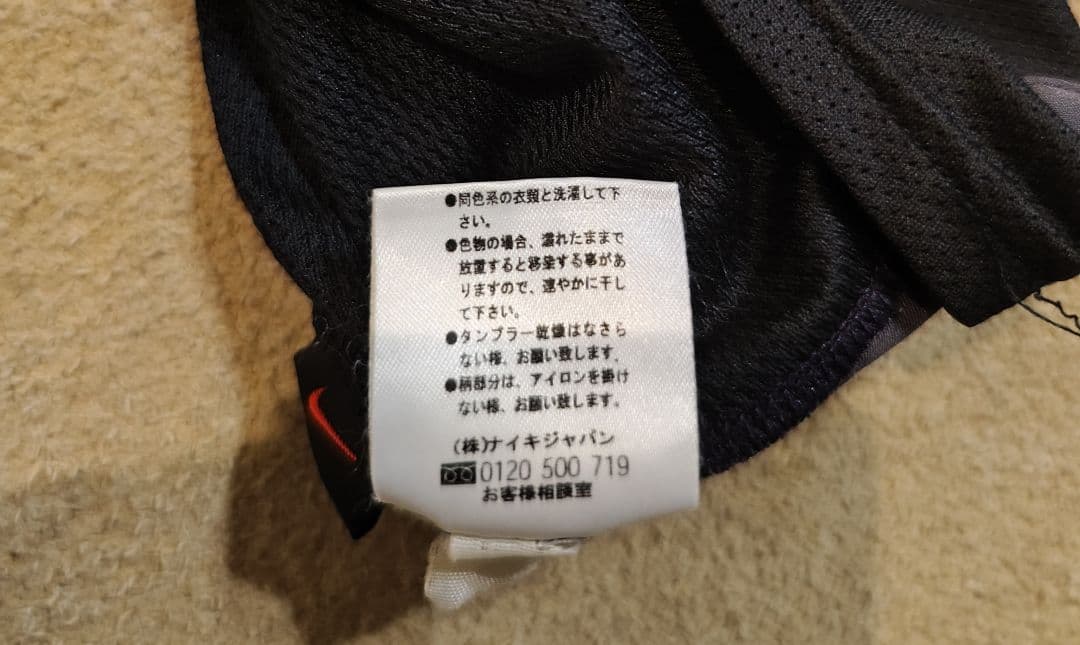 ●同色系の衣類と洗濯して下
さい。
●色物の場合、濡れたままで
放置すると移染する事があ
りますので、速やかに干し
て下さい。
●タンブラー乾燥はなさら
ない様、お願い致します。
●柄部分は、アイロンを掛け
ない様、お願い致します。
(株)ナイキジャパン
0120 500 719
お客様相談室